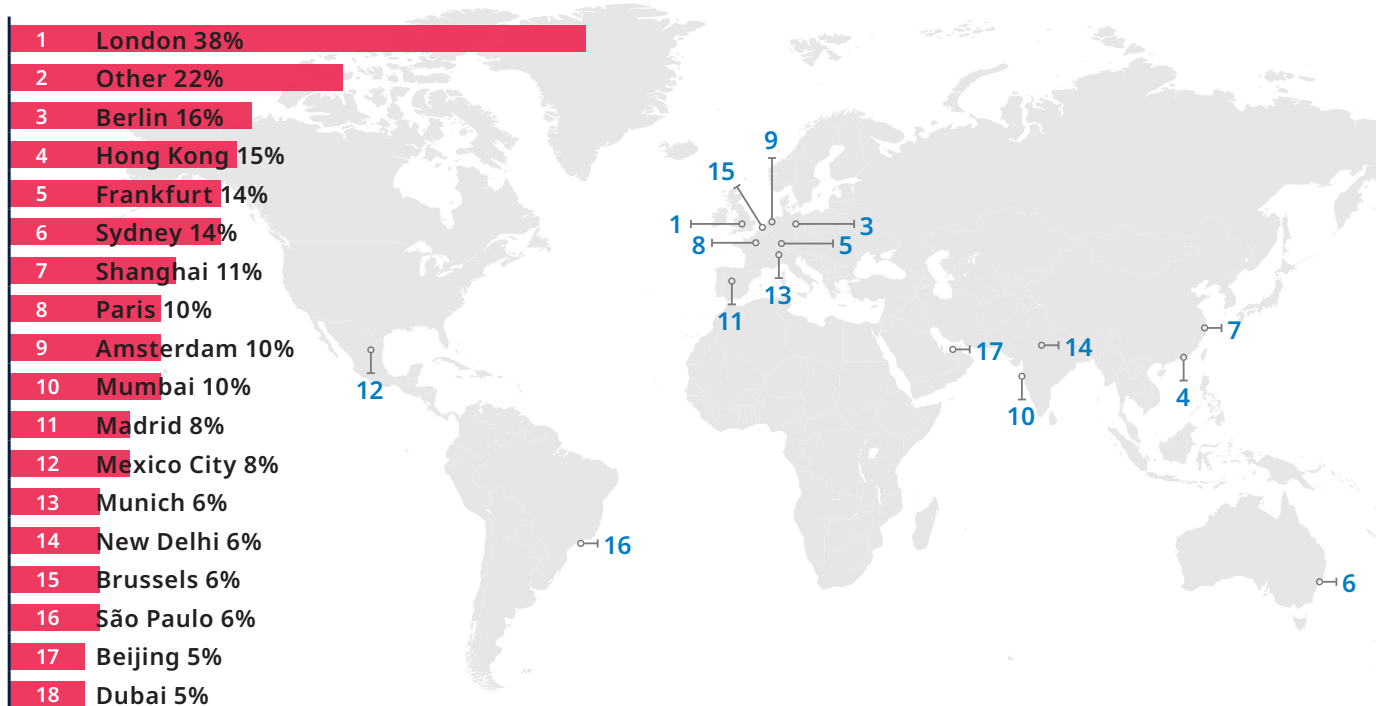 1 London 38%
2 Other 22%
3 Berlin 16%
4 Hong Kong 15%
5 Frankfurt 14%
6 Sydney 14%
7 Shanghai 11%
8 Paris 10%
9 Amsterdam 10%
10 Mumbai 10%
11 Madrid 8%
12 Mexico City 8%
13 Munich 6%
14 New Delhi 6%
15 Brussels 6%
16 São Paulo 6%
17 Beijing 5%
18 Dubai 5%
9
15
1
3
8
5
13
11
7
17
14
12
4
10
16
6